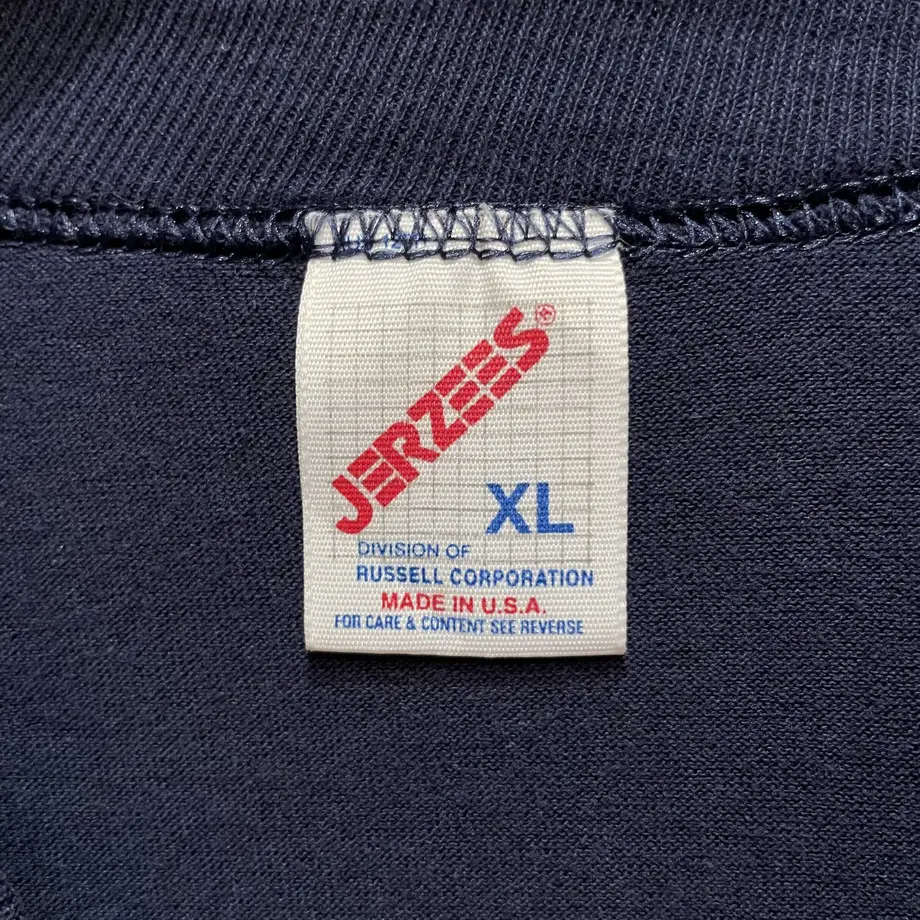 JERZEES®
XL
DIVISION OF
RUSSELL CORPORATION
MADE IN U.S.A.
FOR CARE & CONTENT SEE REVERSE